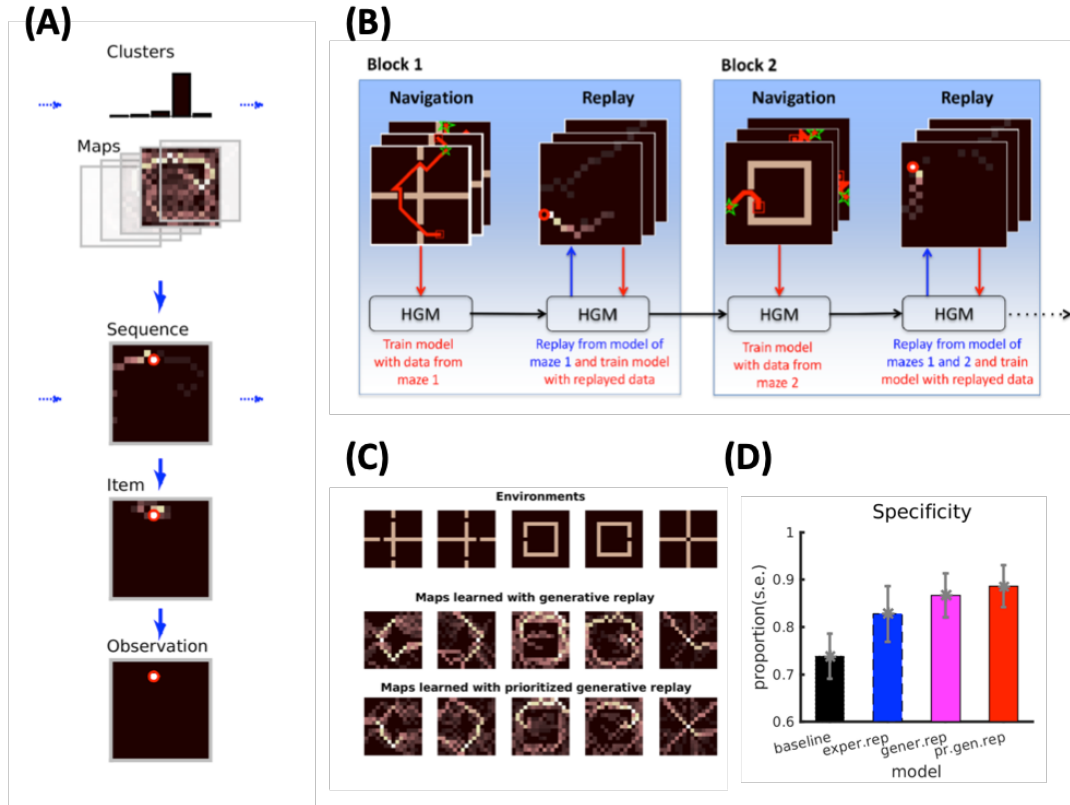 (A)
Clusters
Maps
Sequence
Item
Observation
(B)
Block 1
Navigation
Replay
HGM
HGM
Train model
with data from
maze 1
Replay from model of
maze 1 and train model
with replayed data
Block 2
Navigation
Replay
HGM
HGM
Train model
with data from
maze 2
Replay from model of
mazes 1 and 2 and train
model with replayed data
(C)
Environments
Maps learned with generative replay
Maps learned with prioritized generative replay
(D)
Specificity
proportion(s.e.)
1
0.9
0.8
0.7
0.6
baseline
exper.rep
gener.rep
pr.gen.rep
model